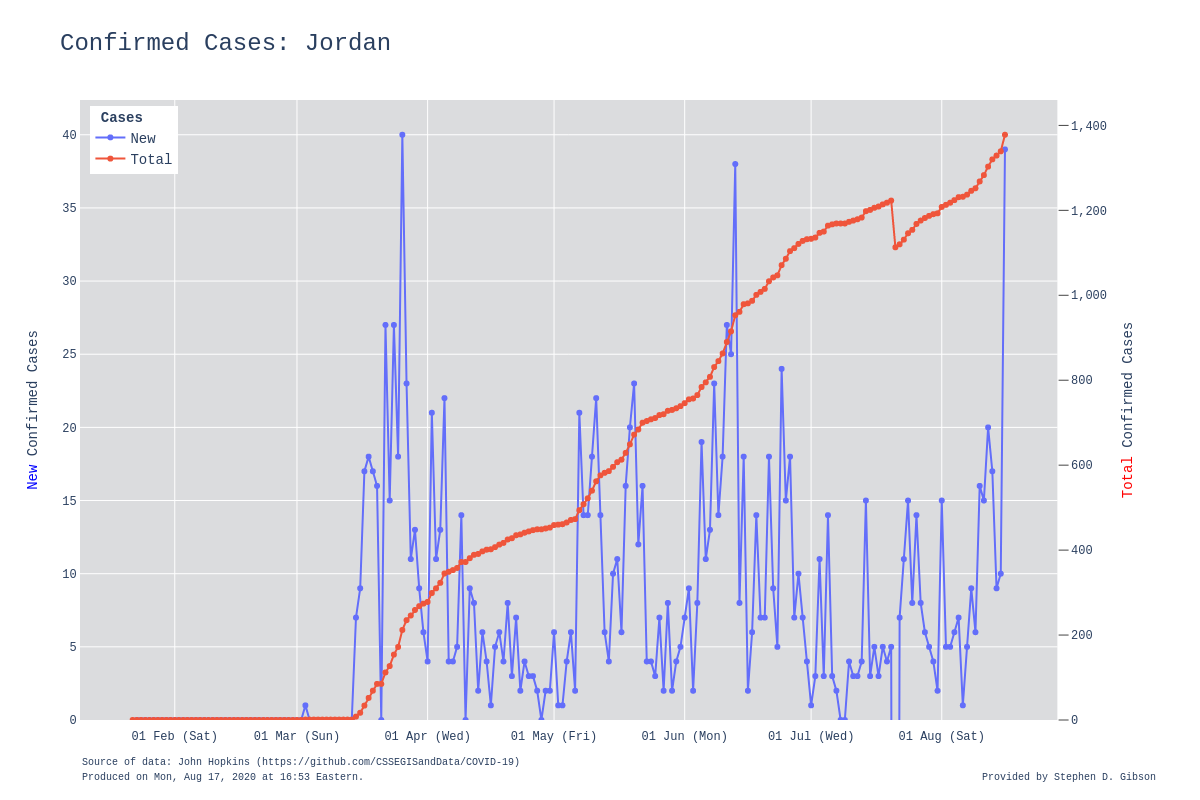 Confirmed Cases: Jordan
Cases
New
Total
40
35
30
25
20
15
10
5
0
New Confirmed Cases
1,400
1,200
1,000
800
600
400
200
0
Total Confirmed Cases
01 Feb (Sat) 01 Mar (Sun) 01 Apr (Wed) 01 May (Fri) 01 Jun (Mon) 01 Jul (Wed) 01 Aug (Sat)
Source of data: John Hopkins (https://github.com/CSSEGISandData/COVID-19)
Produced on Mon, Aug 17, 2020 at 16:53 Eastern.
Provided by Stephen D. Gibson